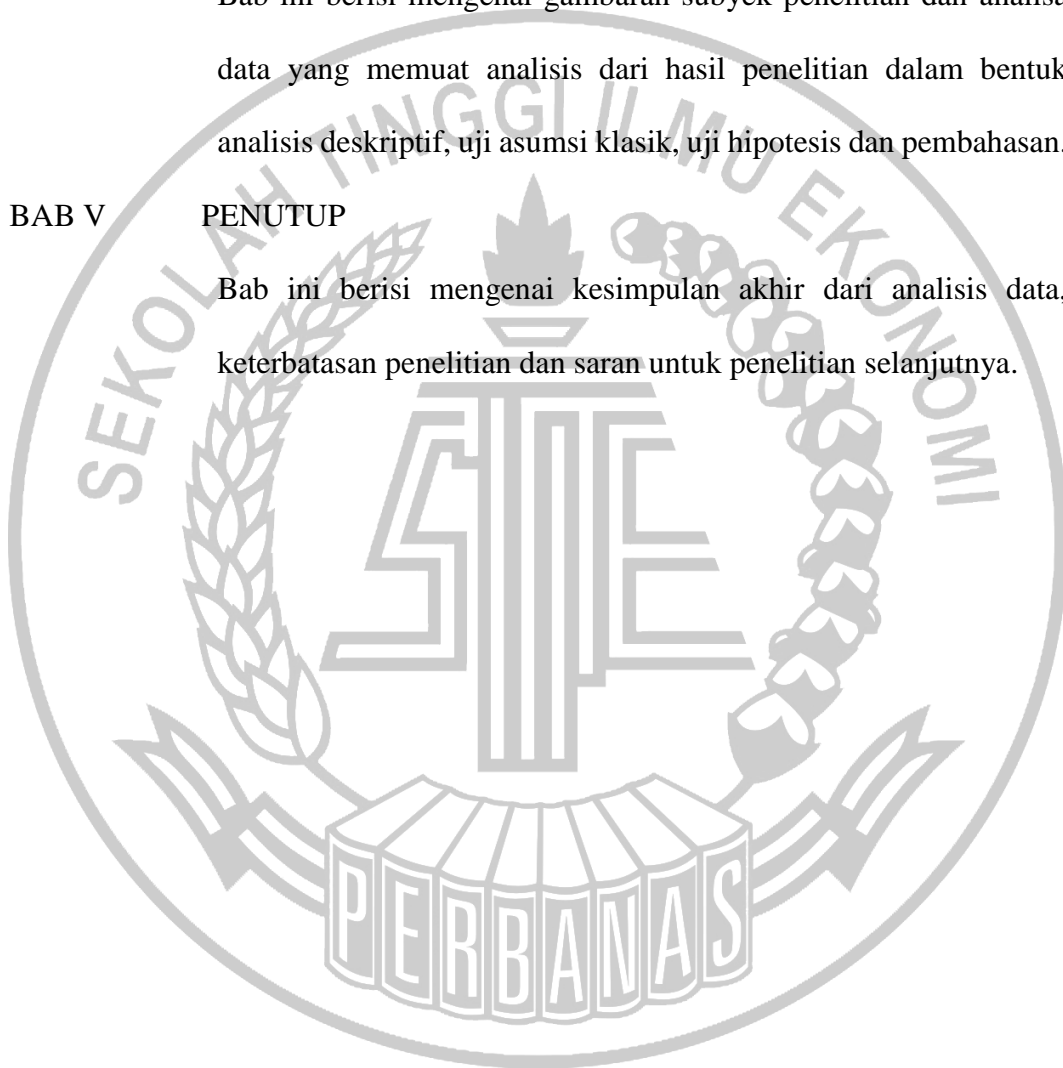 Bab ini berisi mengenai gambaran subyek penelitian dan analisa
data yang memuat analisis dari hasil penelitian dalam bentuk
analisis deskriptif, uji asumsi klasik, uji hipotesis dan pembahasan.
BAB V PENUTUP
Bab ini berisi mengenai kesimpulan akhir dari analisis data,
keterbatasan penelitian dan saran untuk penelitian selanjutnya.
SEKOLAH TINGGI ILMU EKONOMI
STIE
PERBANAS